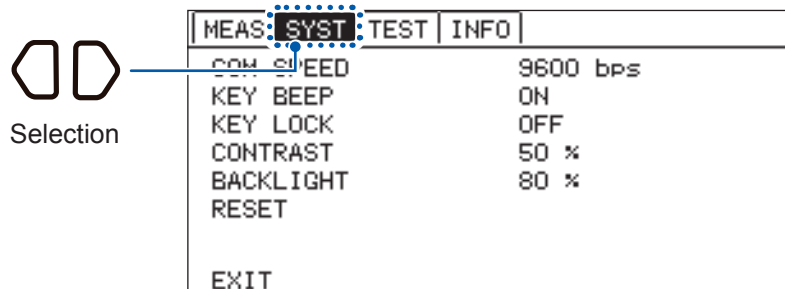 MEAS SYST TEST INFO
Selection
COM SPEED 9600 bps
KEY BEEP ON
KEY LOCK OFF
CONTRAST 50 %
BACKLIGHT 80 %
RESET
EXIT